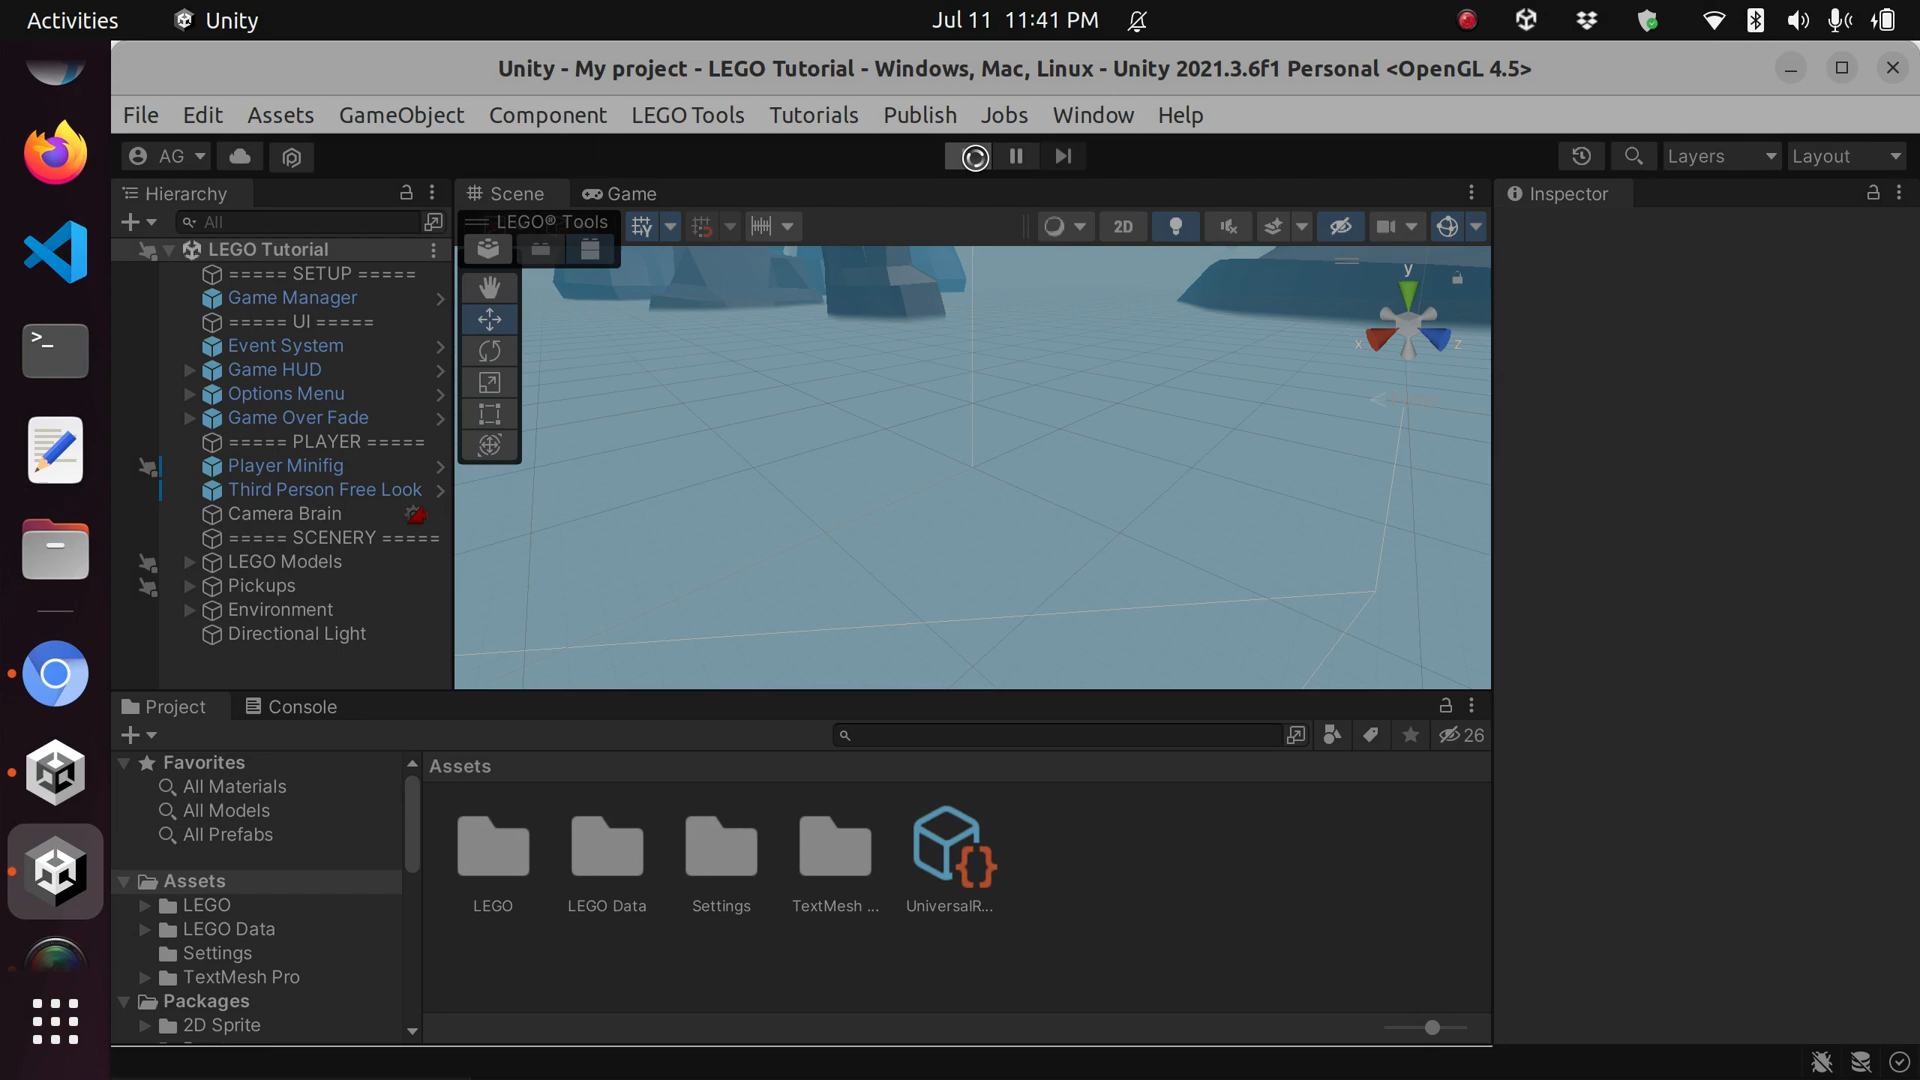 Activities
Unity
Jul 11 11:41 PM
Unity - My project - LEGO Tutorial - Windows, Mac, Linux - Unity 2021.3.6f1 Personal <OpenGL 4.5>
File Edit Assets GameObject Component LEGO Tools Tutorials Publish Jobs Window Help
AG
Layers
Layout
Hierarchy
All
LEGO Tutorial
===== SETUP =====
Game Manager
===== UI =====
Event System
Game HUD
Options Menu
Game Over Fade
===== PLAYER =====
Player Minifig
Third Person Free Look
Camera Brain
===== SCENERY =====
LEGO Models
Pickups
Environment
Directional Light
Scene
Game
LEGO® Tools
2D
y
x
z
Inspector
Project
Console
26
Favorites
All Materials
All Models
All Prefabs
Assets
LEGO
LEGO Data
Settings
TextMesh Pro
Packages
2D Sprite
Assets
LEGO
LEGO Data
Settings
TextMesh ...
UniversalR...